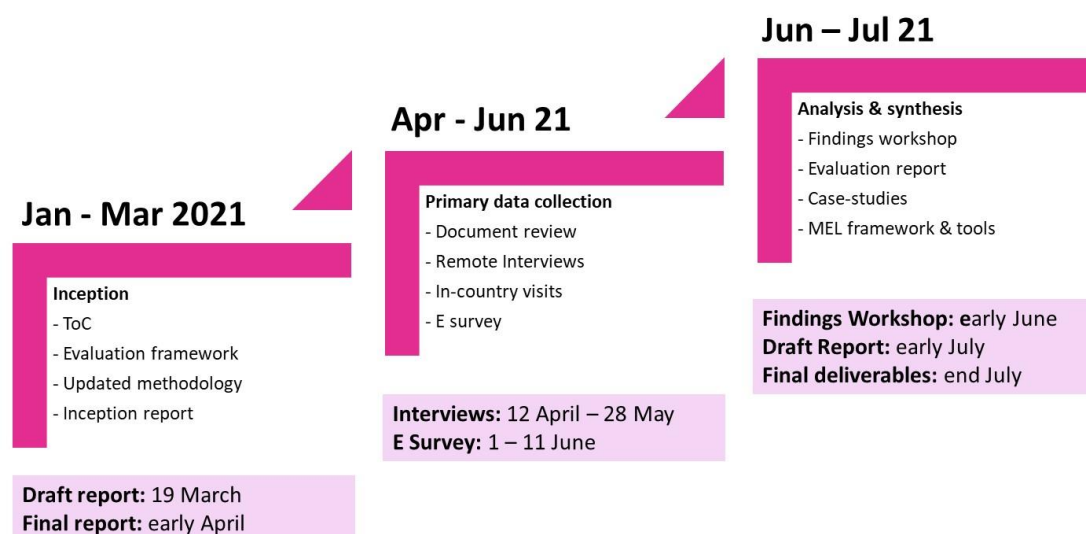 Jan - Mar 2021
Inception
- ToC
- Evaluation framework
- Updated methodology
- Inception report
Draft report: 19 March
Final report: early April
Apr - Jun 21
Primary data collection
- Document review
- Remote Interviews
- In-country visits
- E survey
Interviews: 12 April – 28 May
E Survey: 1 – 11 June
Jun – Jul 21
Analysis & synthesis
- Findings workshop
- Evaluation report
- Case-studies
- MEL framework & tools
Findings Workshop: early June
Draft Report: early July
Final deliverables: end July